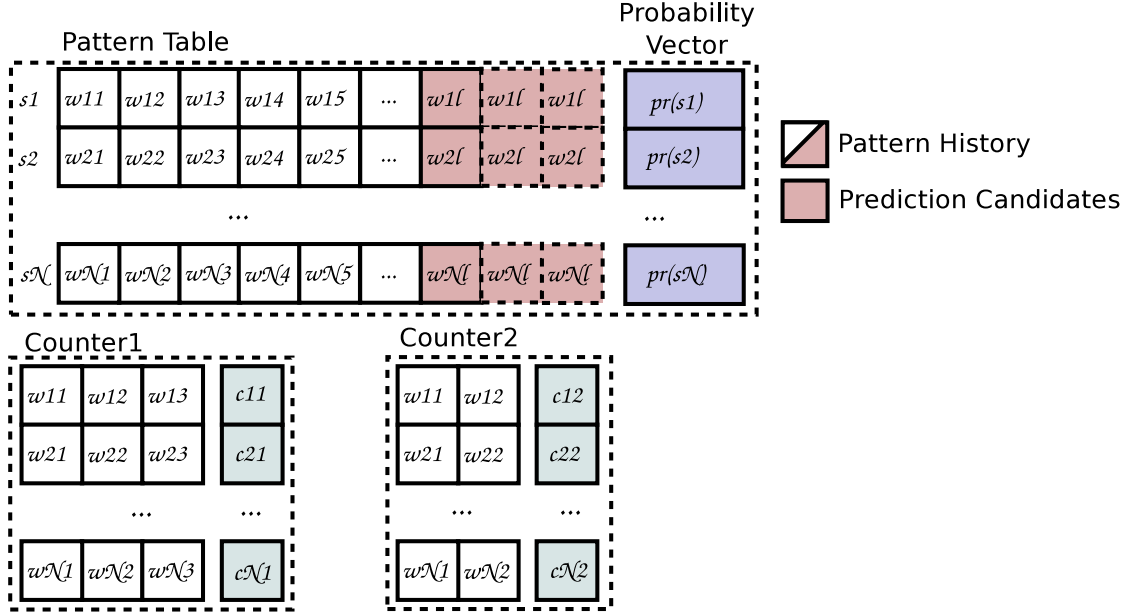 Probability
Pattern Table Vector
s1 w11 w12 w13 w14 w15 ... w1l w1l w1l pr(s1)
s2 w21 w22 w23 w24 w25 ... w2l w2l w2l pr(s2)
... ...
sN wN1 wN2 wN3 wN4 wN5 ... wNl wNl wNl pr(sN)
Pattern History
Prediction Candidates
Counter1
w11 w12 w13 c11
w21 w22 w23 c21
... ...
wN1 wN2 wN3 cN1
Counter2
w11 w12 c12
w21 w22 c22
... ...
wN1 wN2 cN2